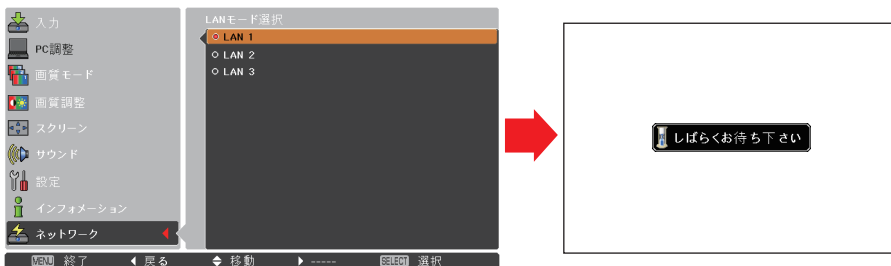 入力
PC調整
画質モード
画質調整
スクリーン
サウンド
設定
インフォメーション
ネットワーク
LANモード選択
LAN 1
LAN 2
LAN 3
MENU 終了 戻る 移動 ----- SELECT 選択
しばらくお待ち下さい